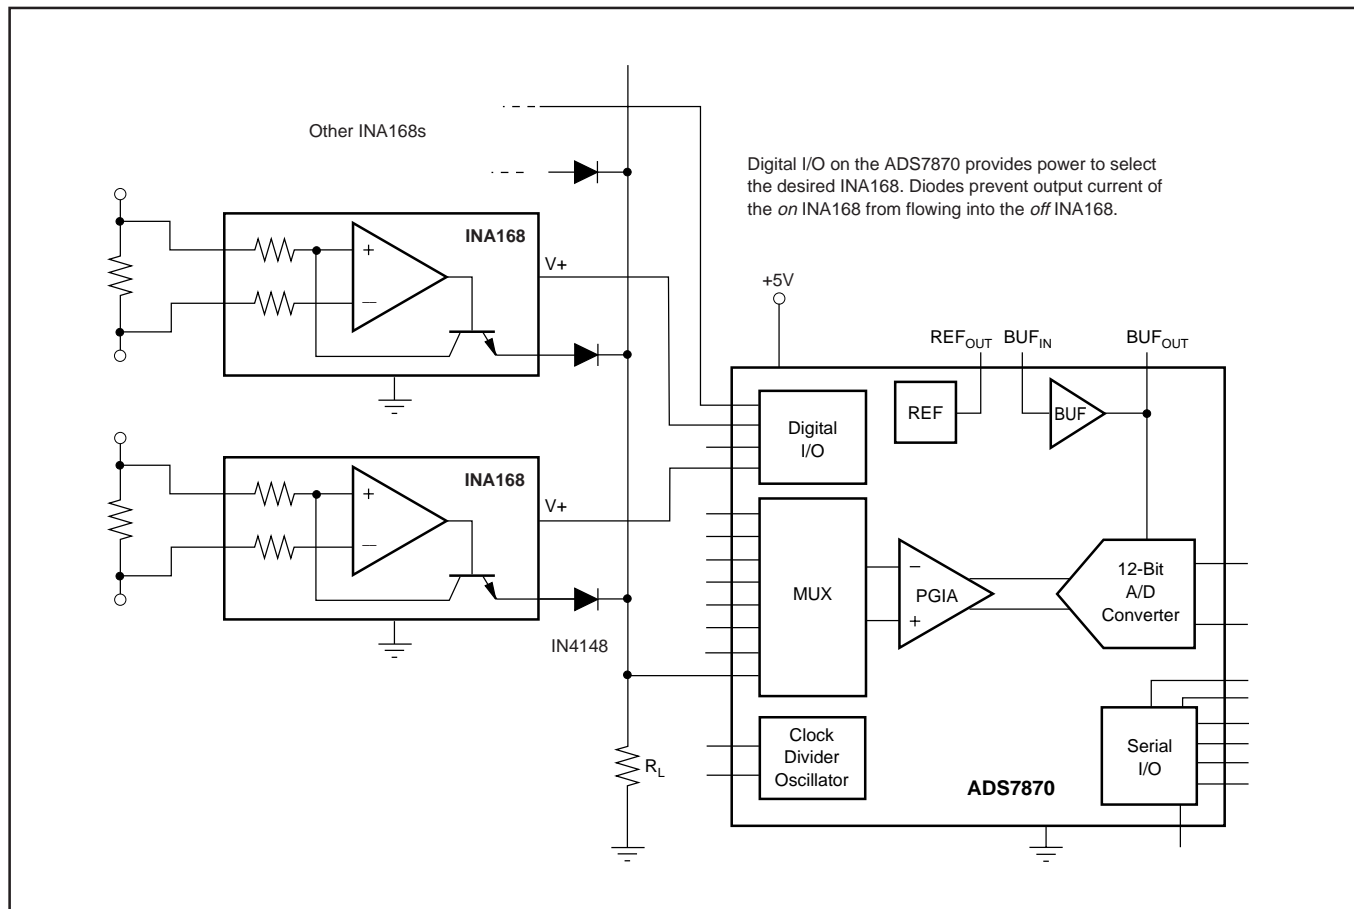 Other INA168s
Digital I/O on the ADS7870 provides power to select
the desired INA168. Diodes prevent output current of
the on INA168 from flowing into the off INA168.
INA168
+
–
V+
+5V
REFOUT
BUFIN
BUFOUT
REF
BUF
Digital
I/O
INA168
+
–
V+
IN4148
MUX
–
PGIA
+
12-Bit
A/D
Converter
RL
Clock
Divider
Oscillator
Serial
I/O
ADS7870